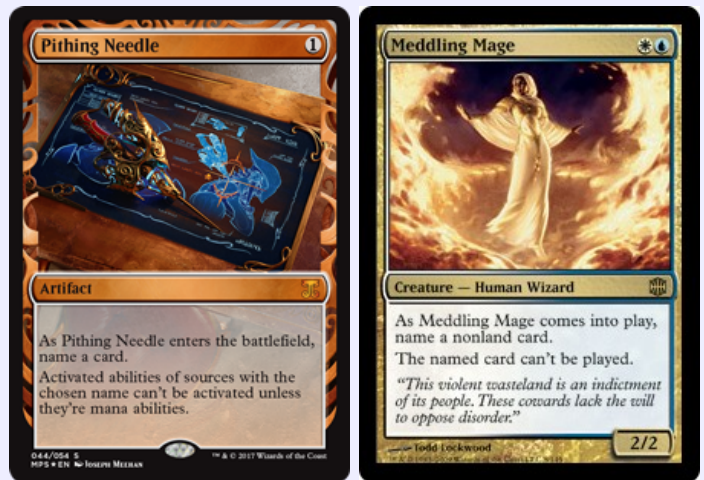 Pithing Needle
1
Artifact
As Pithing Needle enters the battlefield,
name a card.
Activated abilities of sources with the
chosen name can't be activated unless
they're mana abilities.
044/054 S
MPS ★ EN Joseph Meehan
™ & © 2017 Wizards of the Coast
Meddling Mage
Creature — Human Wizard
As Meddling Mage comes into play,
name a nonland card.
The named card can't be played.
"This violent wasteland is an indictment
of its people. These cowards lack the will
to oppose disorder."
Todd Lockwood
2/2